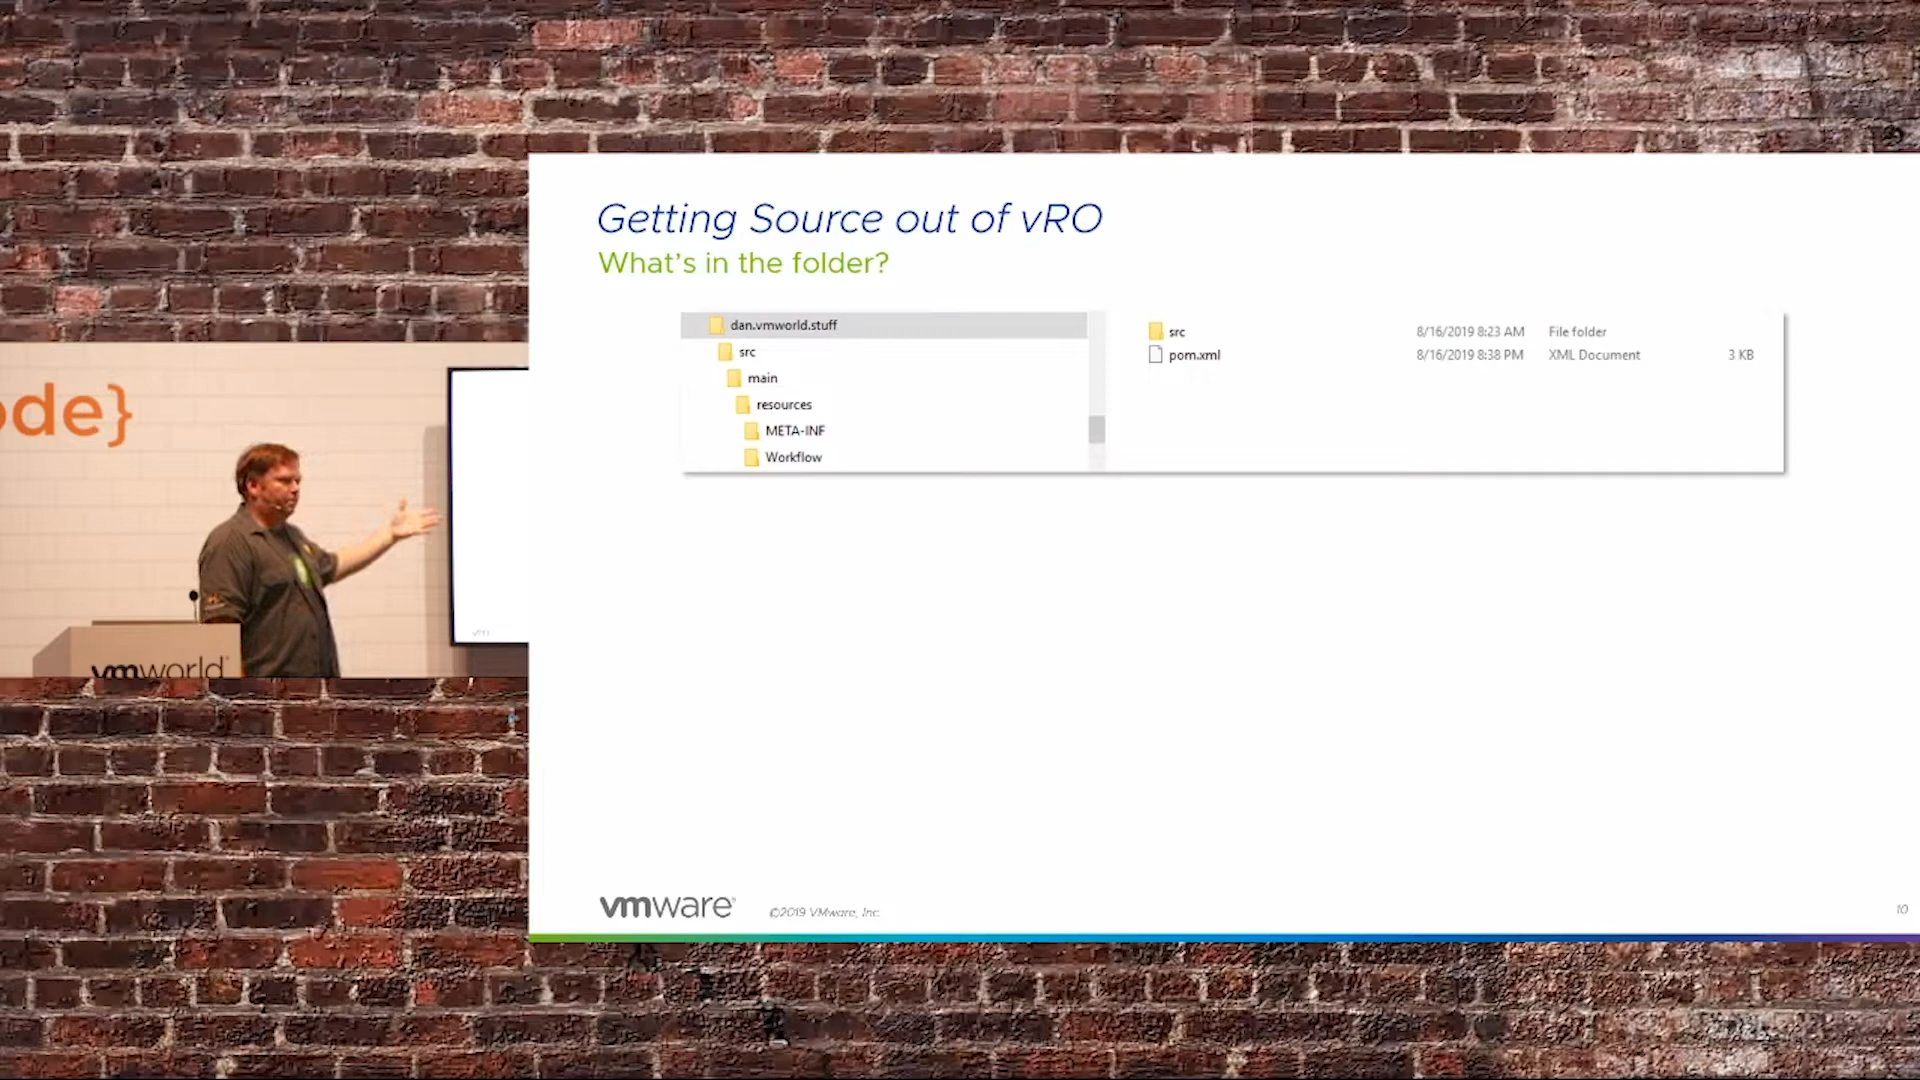 Getting Source out of vRO
What's in the folder?
dan.vmworld.stuff
src
main
resources
META-INF
Workflow
src 8/16/2019 8:23 AM File folder
pom.xml 8/16/2019 8:38 PM XML Document 3 KB
ode}
vmworld
vmware
©2019 VMware, Inc.
10